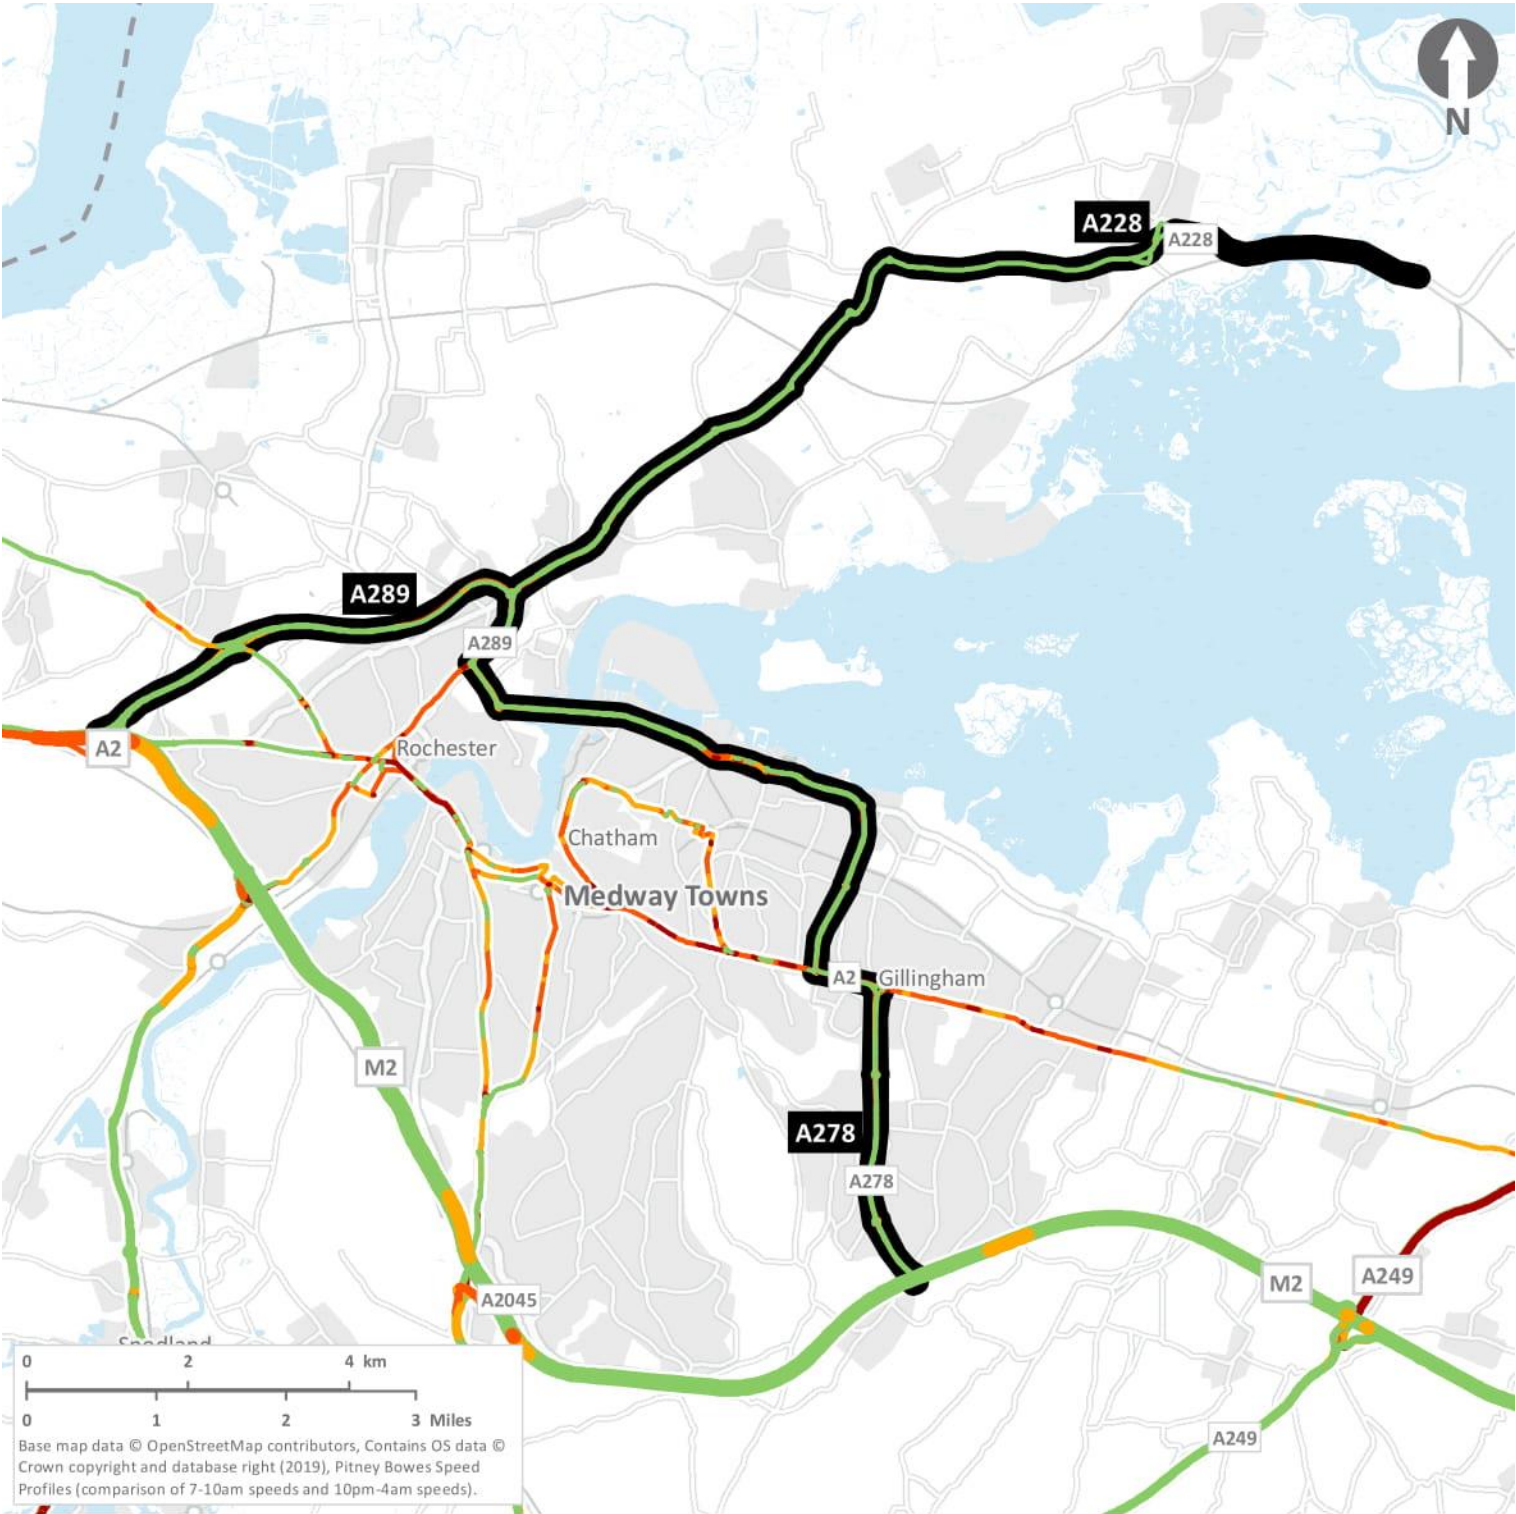 N
A228
A228
A289
A289
A2
Rochester
Chatham
Medway Towns
A2
Gillingham
M2
A278
A278
A2045
M2
A249
Snodland
0 2 4 km
0 1 2 3 Miles
A249
Base map data © OpenStreetMap contributors, Contains OS data ©
Crown copyright and database right (2019), Pitney Bowes Speed
Profiles (comparison of 7-10am speeds and 10pm-4am speeds).